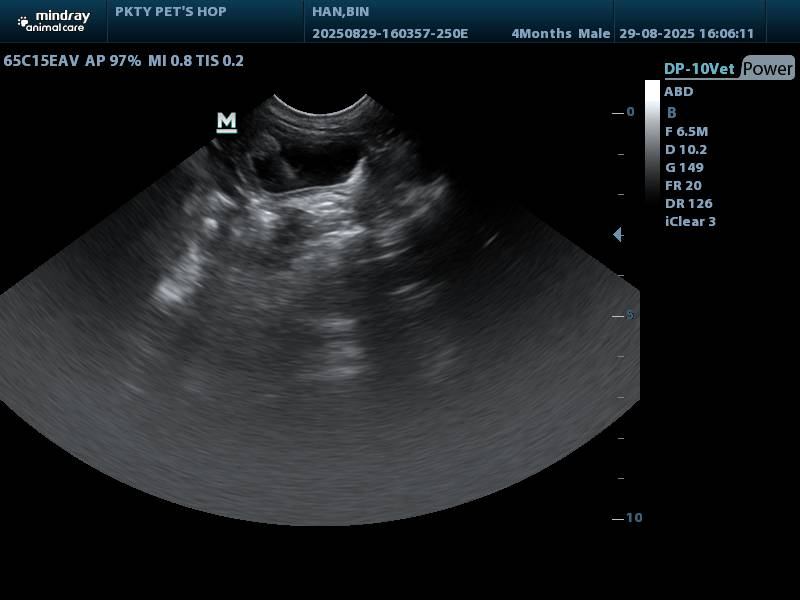 mindray
animalcare
PKTY PET'S HOP
HAN,BIN
20250829-160357-250E
4Months Male
29-08-2025 16:06:11
65C15EAV AP 97% MI 0.8 TIS 0.2
M
DP-10Vet
Power
ABD
B
F 6.5M
D 10.2
G 149
FR 20
DR 126
iClear 3
0
5
10